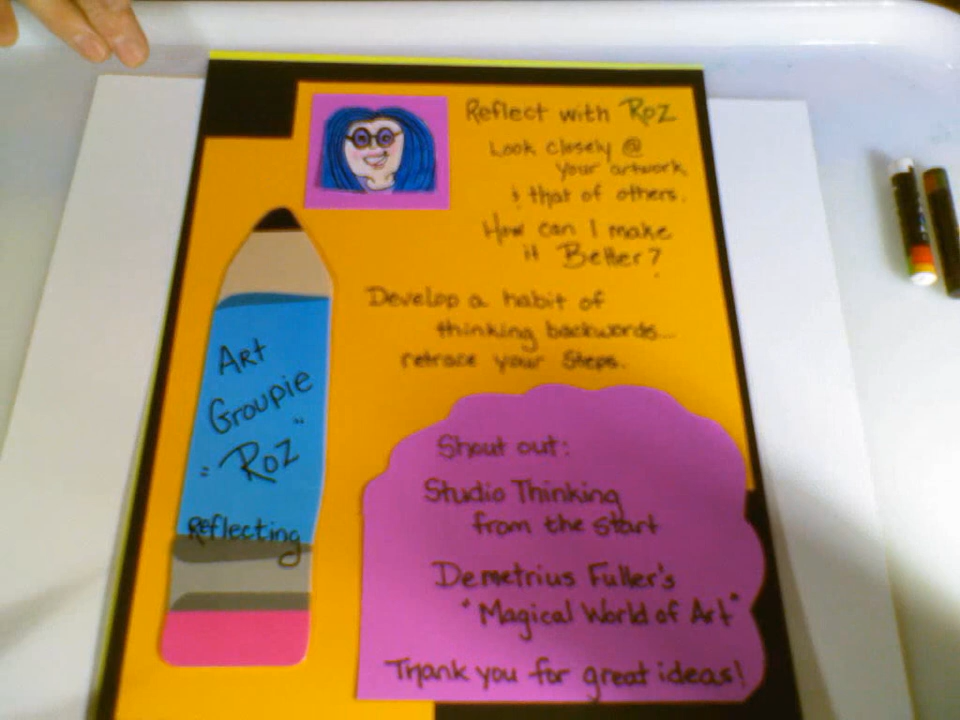 Reflect with Roz
Look closely @
your artwork,
& that of others.
How can I make
it Better?
Develop a habit of
thinking backwords...
retrace your steps.
Art
Groupie
"Roz"
Reflecting
Shout out:
Studio Thinking
from the start
Demetrius Fuller's
"Magical World of Art"
Thank you for great ideas!